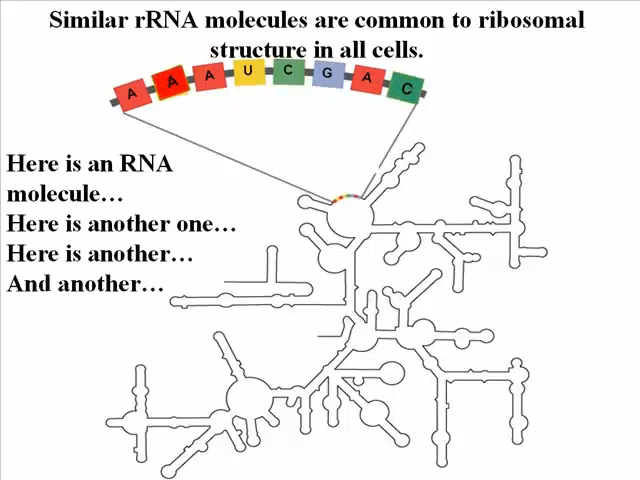 Similar rRNA molecules are common to ribosomal
structure in all cells.
A A A U C G A C
Here is an RNA
molecule…
Here is another one…
Here is another…
And another…